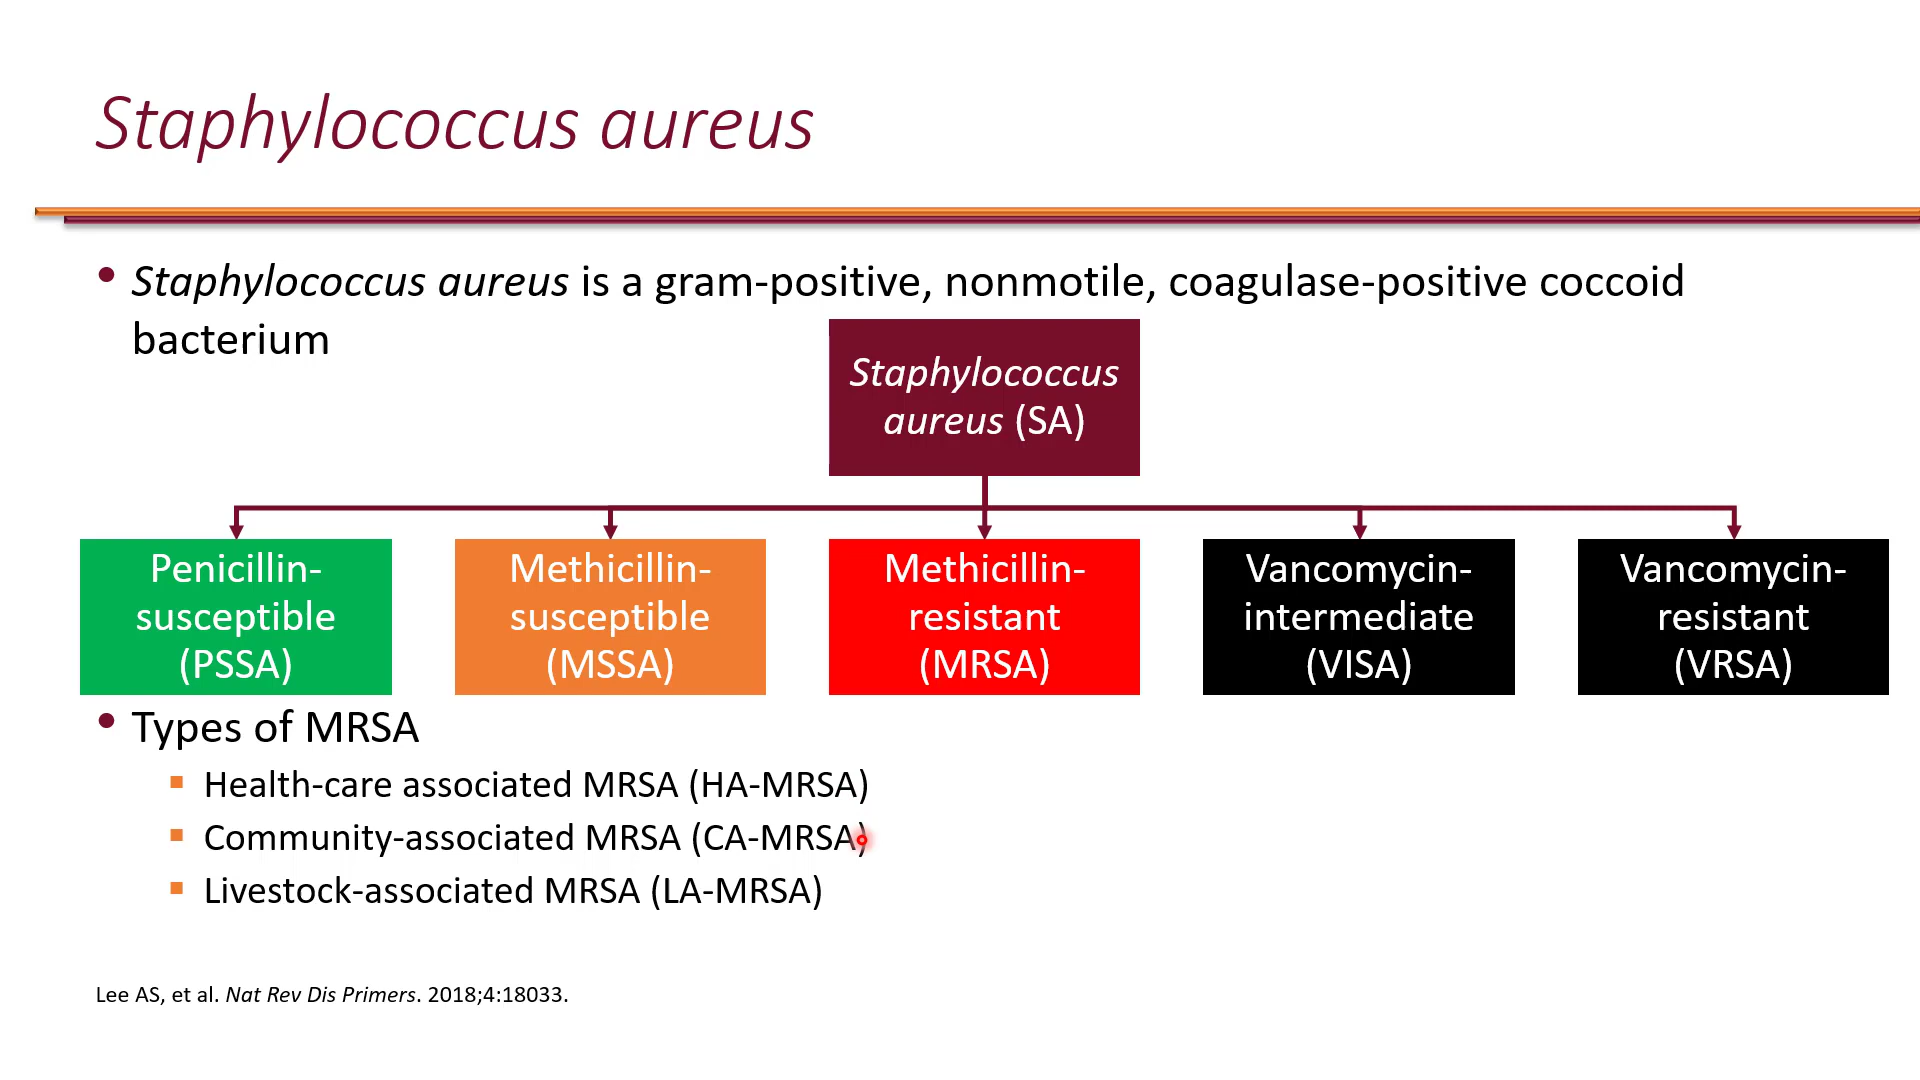 Staphylococcus aureus
• Staphylococcus aureus is a gram-positive, nonmotile, coagulase-positive coccoid
bacterium
Staphylococcus
aureus (SA)
Penicillin-
susceptible
(PSSA)
Methicillin-
susceptible
(MSSA)
Methicillin-
resistant
(MRSA)
Vancomycin-
intermediate
(VISA)
Vancomycin-
resistant
(VRSA)
• Types of MRSA
▪ Health-care associated MRSA (HA-MRSA)
▪ Community-associated MRSA (CA-MRSA)
▪ Livestock-associated MRSA (LA-MRSA)
Lee AS, et al. Nat Rev Dis Primers. 2018;4:18033.